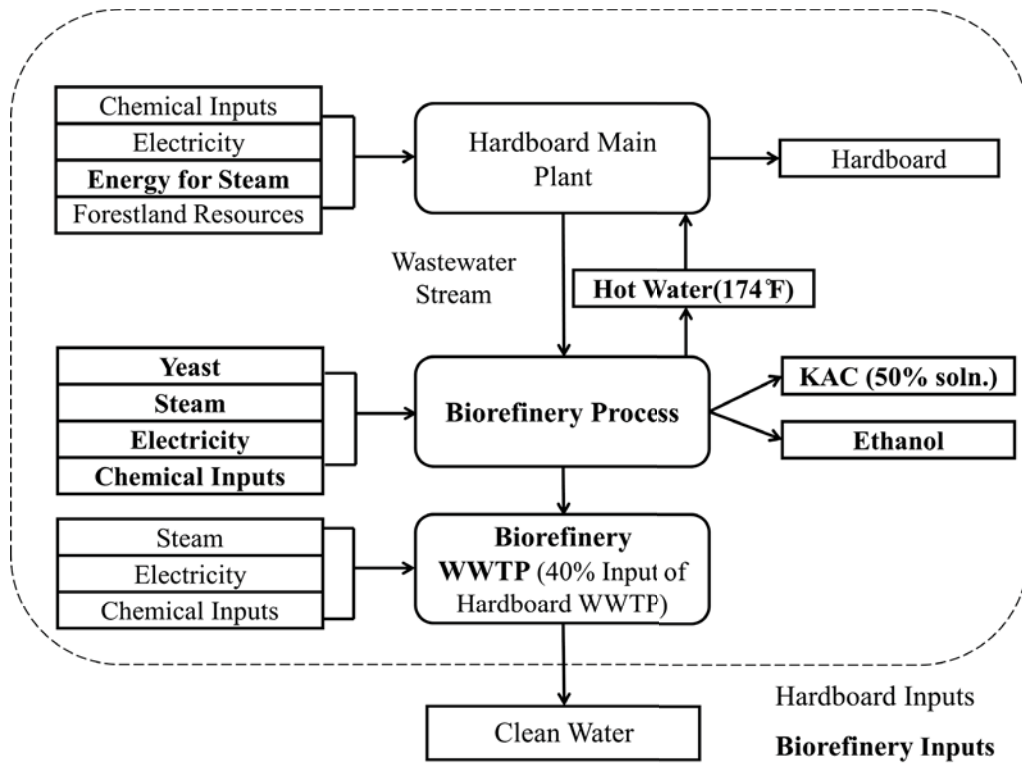 Chemical Inputs
Electricity
Energy for Steam
Forestland Resources
Hardboard Main
Plant
Hardboard
Wastewater
Stream
Hot Water(174°F)
Yeast
Steam
Electricity
Chemical Inputs
Biorefinery Process
KAC (50% soln.)
Ethanol
Steam
Electricity
Chemical Inputs
Biorefinery
WWTP (40% Input of
Hardboard WWTP)
Clean Water
Hardboard Inputs
Biorefinery Inputs